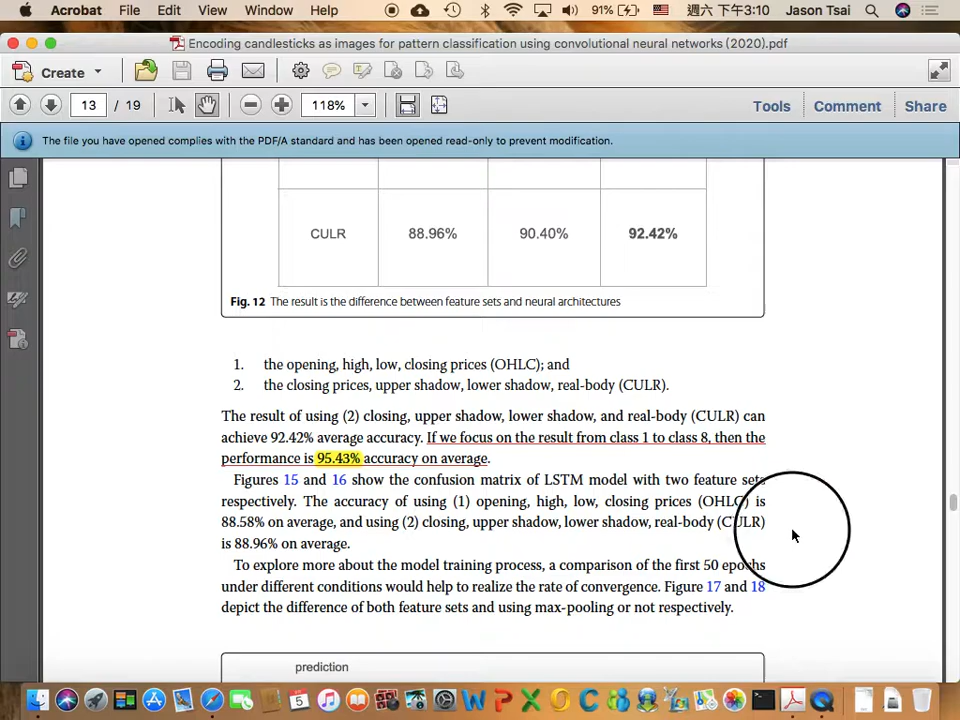 Acrobat File Edit View Window Help 91% 週六 下午3:10 Jason Tsai
Encoding candlesticks as images for pattern classification using convolutional neural networks (2020).pdf
Create
13 / 19 118% Tools Comment Share
The file you have opened complies with the PDF/A standard and has been opened read-only to prevent modification.
CULR 88.96% 90.40% 92.42%
Fig. 12 The result is the difference between feature sets and neural architectures
1. the opening, high, low, closing prices (OHLC); and
2. the closing prices, upper shadow, lower shadow, real-body (CULR).
The result of using (2) closing, upper shadow, lower shadow, and real-body (CULR) can
achieve 92.42% average accuracy. If we focus on the result from class 1 to class 8, then the
performance is 95.43% accuracy on average.
Figures 15 and 16 show the confusion matrix of LSTM model with two feature sets
respectively. The accuracy of using (1) opening, high, low, closing prices (OHLC) is
88.58% on average, and using (2) closing, upper shadow, lower shadow, real-body (CULR)
is 88.96% on average.
To explore more about the model training process, a comparison of the first 50 epochs
under different conditions would help to realize the rate of convergence. Figure 17 and 18
depict the difference of both feature sets and using max-pooling or not respectively.
prediction
5